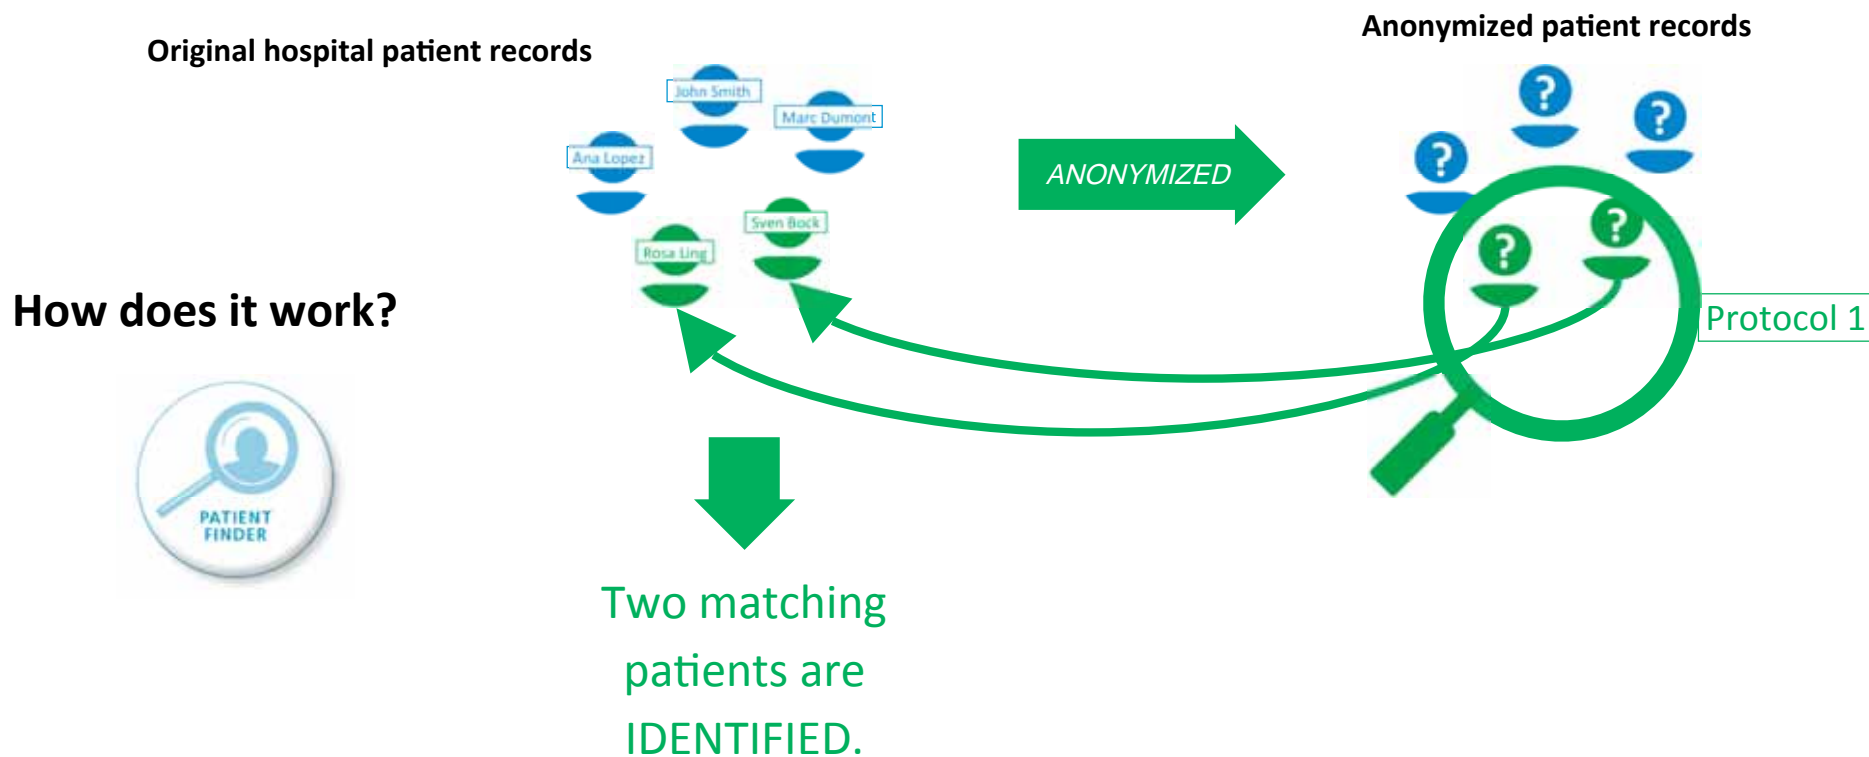 Original hospital patient records
Anonymized patient records
John Smith
Marc Dumont
Ana Lopez
Sven Bock
Rosa Ling
ANONYMIZED
?
?
?
?
?
Protocol 1
How does it work?
PATIENT
FINDER
Two matching
patients are
IDENTIFIED.